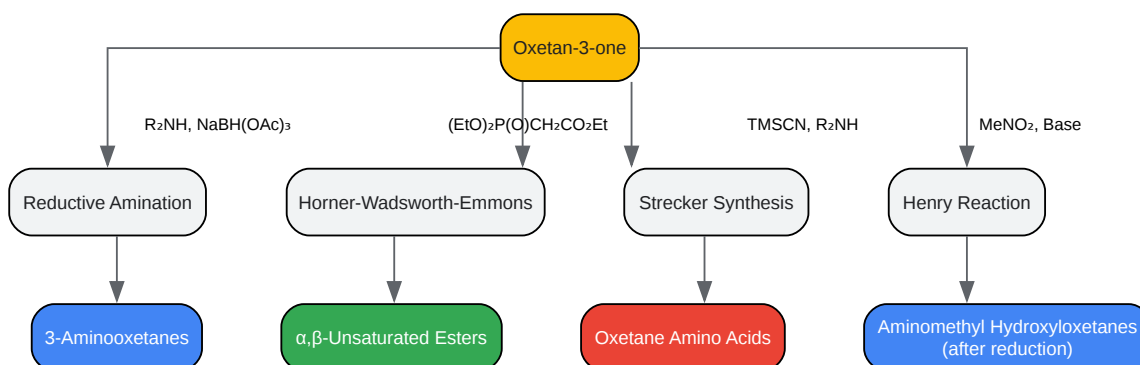 Oxetan-3-one
R₂NH, NaBH(OAc)₃
(EtO)₂P(O)CH₂CO₂Et
TMSCN, R₂NH
MeNO₂, Base
Reductive Amination
Horner-Wadsworth-Emmons
Strecker Synthesis
Henry Reaction
3-Aminooxetanes
α,β-Unsaturated Esters
Oxetane Amino Acids
Aminomethyl Hydroxyloxetanes
(after reduction)